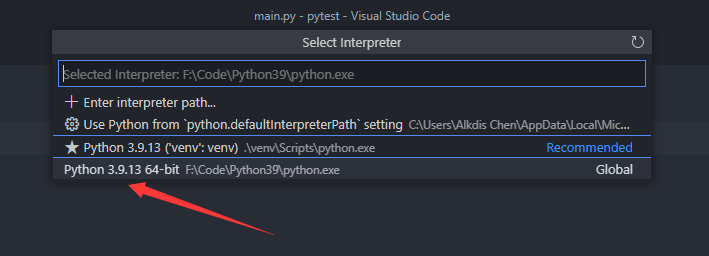 main.py - pytest - Visual Studio Code
Select Interpreter
Selected Interpreter: F:\Code\Python39\python.exe
Enter interpreter path...
Use Python from `python.defaultInterpreterPath` setting C:\Users\Alkdis Chen\AppData\Local\Mic...
Python 3.9.13 ('venv': venv) .\venv\Scripts\python.exe Recommended
Python 3.9.13 64-bit F:\Code\Python39\python.exe Global